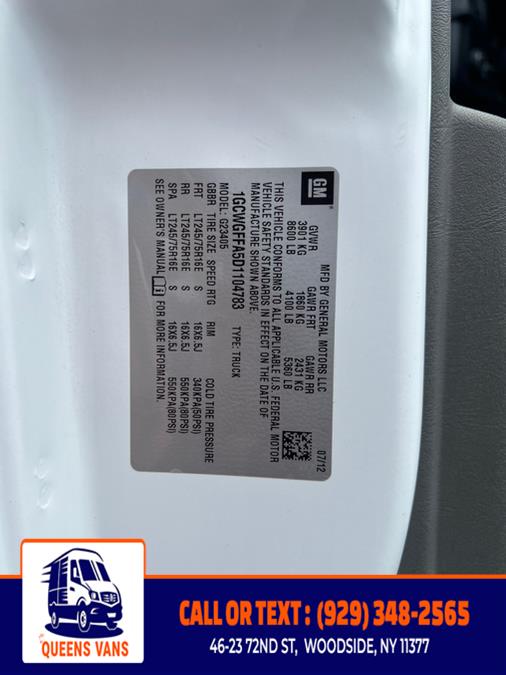 GM
MFD BY GENERAL MOTORS LLC 07/12
GVWR GAWR FRT GAWR RR
3901 KG 1860 KG 2431 KG
8600 LB 4100 LB 5360 LB
THIS VEHICLE CONFORMS TO ALL APPLICABLE U.S. FEDERAL MOTOR
VEHICLE SAFETY STANDARDS IN EFFECT ON THE DATE OF
MANUFACTURE SHOWN ABOVE.
1GCWGFFA5D1104783 TYPE: TRUCK
MODEL: G23405
GBBR TIRE SIZE SPEED RTG RIM COLD TIRE PRESSURE
FRT LT245/75R16E S 16X6.5J 340KPA(50PSI)
RR LT245/75R16E S 16X6.5J 550KPA(80PSI)
SPA LT245/75R16E S 16X6.5J 550KPA(80PSI)
SEE OWNER'S MANUAL i FOR MORE INFORMATION.
QUEENS VANS
CALL OR TEXT : (929) 348-2565
46-23 72ND ST, WOODSIDE, NY 11377